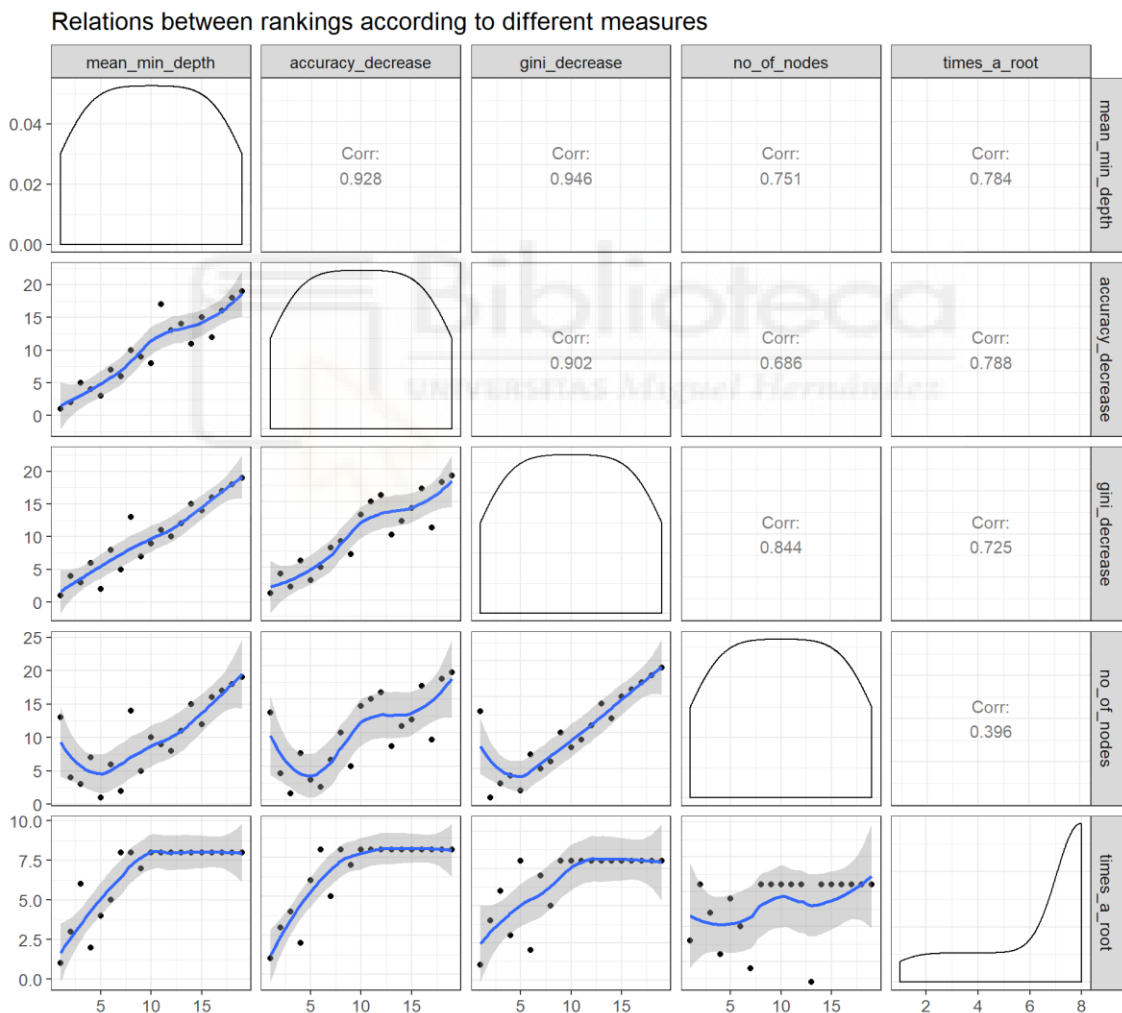 Relations between rankings according to different measures
mean_min_depth accuracy_decrease gini_decrease no_of_nodes times_a_root
0.04
0.02
0.00
Corr:
0.928
Corr:
0.946
Corr:
0.751
Corr:
0.784
mean_min_depth
20
15
10
5
0
Corr:
0.902
Corr:
0.686
Corr:
0.788
accuracy_decrease
Biblioteca
UNIVERSITAS Miguel Hernández
20
15
10
5
0
Corr:
0.844
Corr:
0.725
gini_decrease
25
20
15
10
5
0
Corr:
0.396
no_of_nodes
10.0
7.5
5.0
2.5
0.0
times_a_root
5 10 15 5 10 15 5 10 15 5 10 15 2 4 6 8